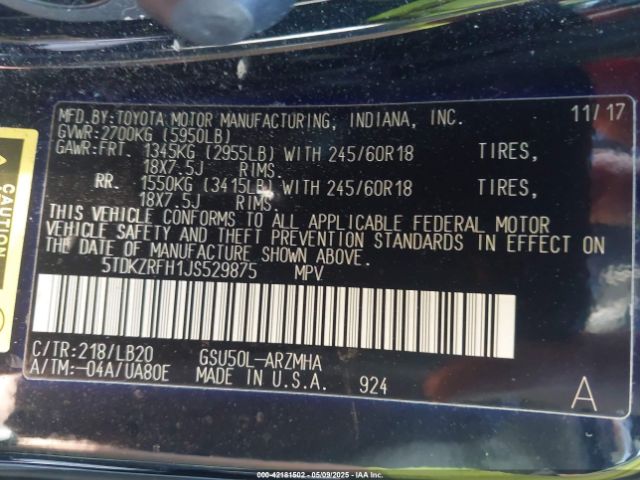 MFD.BY:TOYOTA MOTOR MANUFACTURING, INDIANA, INC. 11/17
GVWR:2700KG (5950LB)
GAWR:FRT. 1345KG (2955LB) WITH 245/60R18 TIRES,
18X7.5J RIMS.
RR. 1550KG (3415LB) WITH 245/60R18 TIRES,
18X7.5J RIMS
THIS VEHICLE CONFORMS TO ALL APPLICABLE FEDERAL MOTOR
VEHICLE SAFETY AND THEFT PREVENTION STANDARDS IN EFFECT ON
THE DATE OF MANUFACTURE SHOWN ABOVE.
5TDKZRFH1JS529875 MPV
C/TR:218/LB20 GSU50L-ARZMHA
A/TM:-04A/UA80E MADE IN U.S.A. 924 A
CAUTION
000-42181502 - 05/09/2025 - IAAI.COM